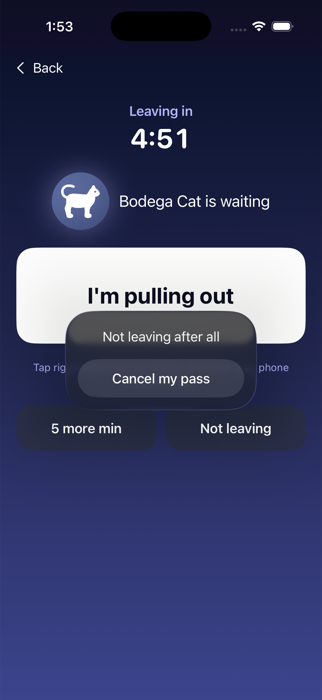 1:53
Back
Leaving in
4:51
Bodega Cat is waiting
I'm pulling out
Not leaving after all
Tap phone
Cancel my pass
5 more min
Not leaving